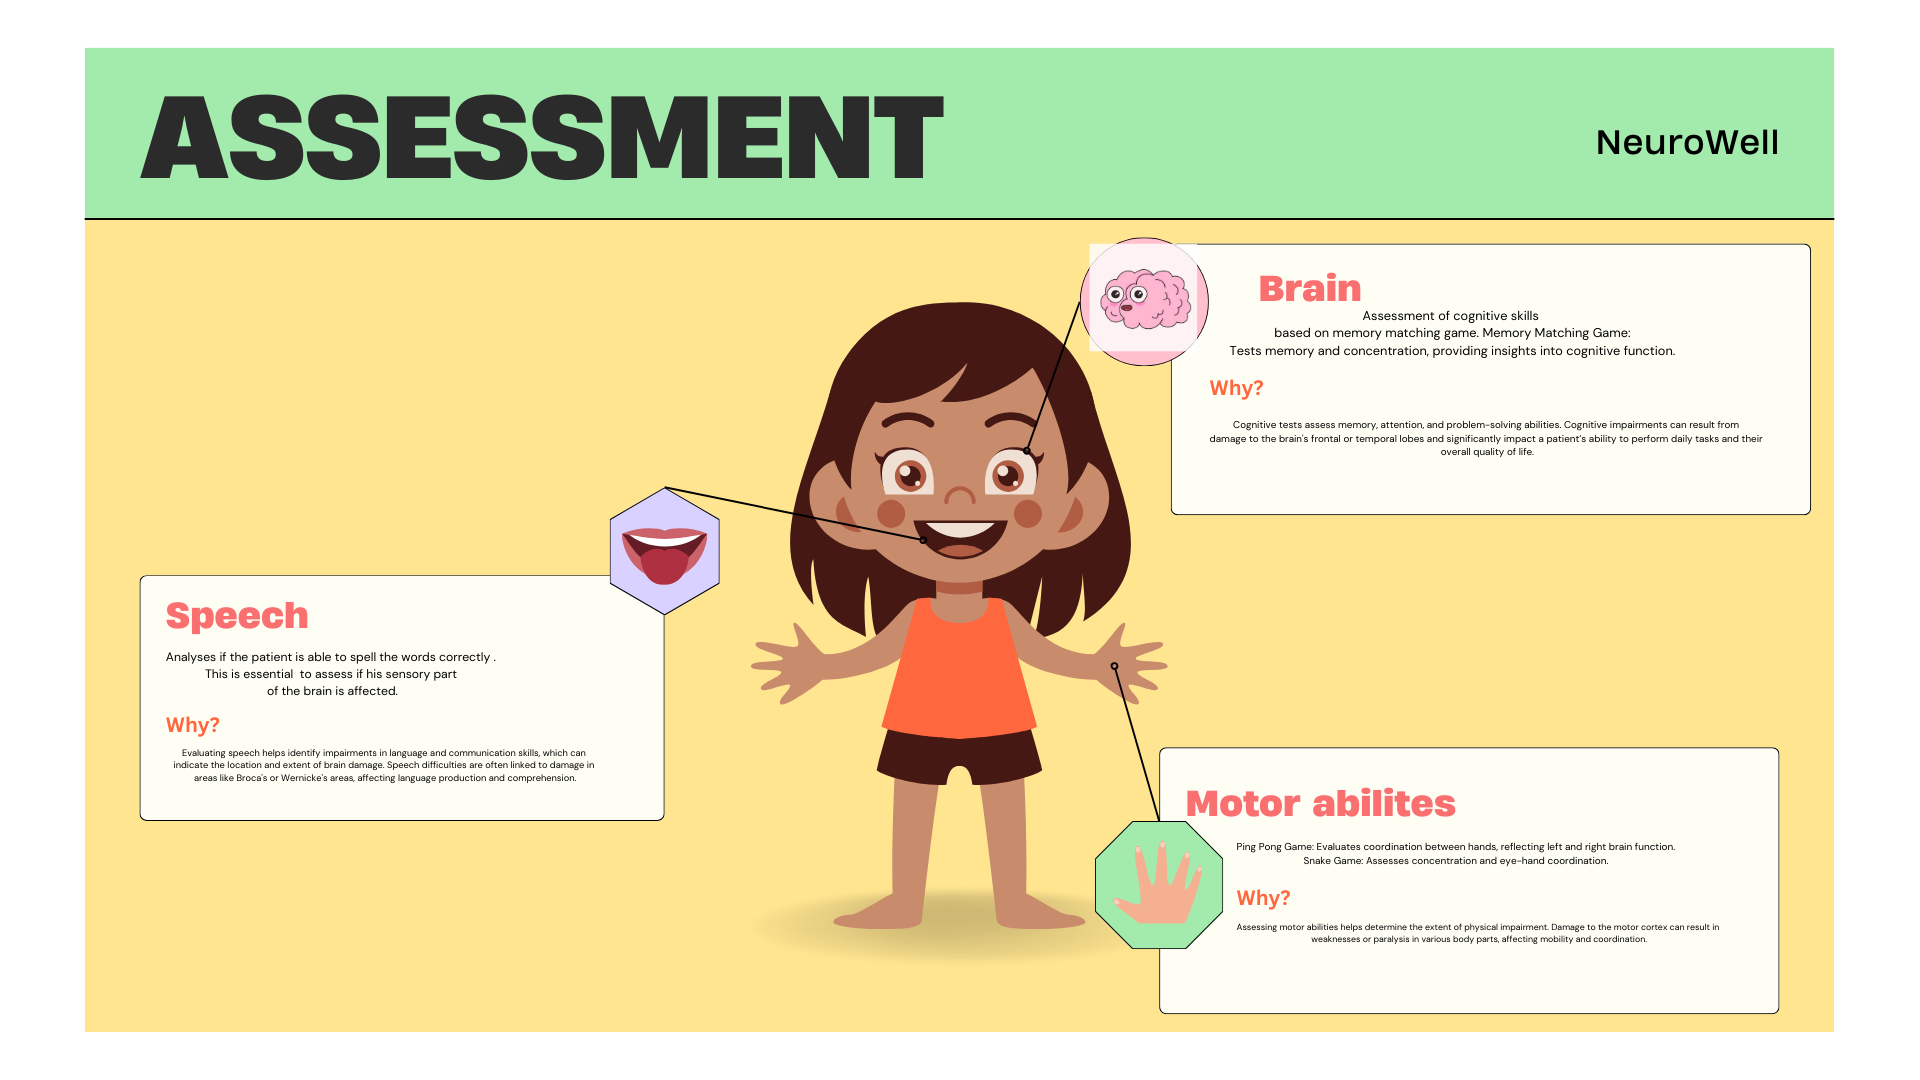 ASSESSMENT
NeuroWell
Brain
Assessment of cognitive skills
based on memory matching game. Memory Matching Game:
Tests memory and concentration, providing insights into cognitive function.
Why?
Cognitive tests assess memory, attention, and problem-solving abilities. Cognitive impairments can result from
damage to the brain's frontal or temporal lobes and significantly impact a patient's ability to perform daily tasks and their
overall quality of life.
Speech
Analyses if the patient is able to spell the words correctly .
This is essential  to assess if his sensory part
of the brain is affected.
Why?
Evaluating speech helps identify impairments in language and communication skills, which can
indicate the location and extent of brain damage. Speech difficulties are often linked to damage in
areas like Broca's or Wernicke's areas, affecting language production and comprehension.
Motor abilites
Ping Pong Game: Evaluates coordination between hands, reflecting left and right brain function.
Snake Game: Assesses concentration and eye-hand coordination.
Why?
Assessing motor abilities helps determine the extent of physical impairment. Damage to the motor cortex can result in
weaknesses or paralysis in various body parts, affecting mobility and coordination.